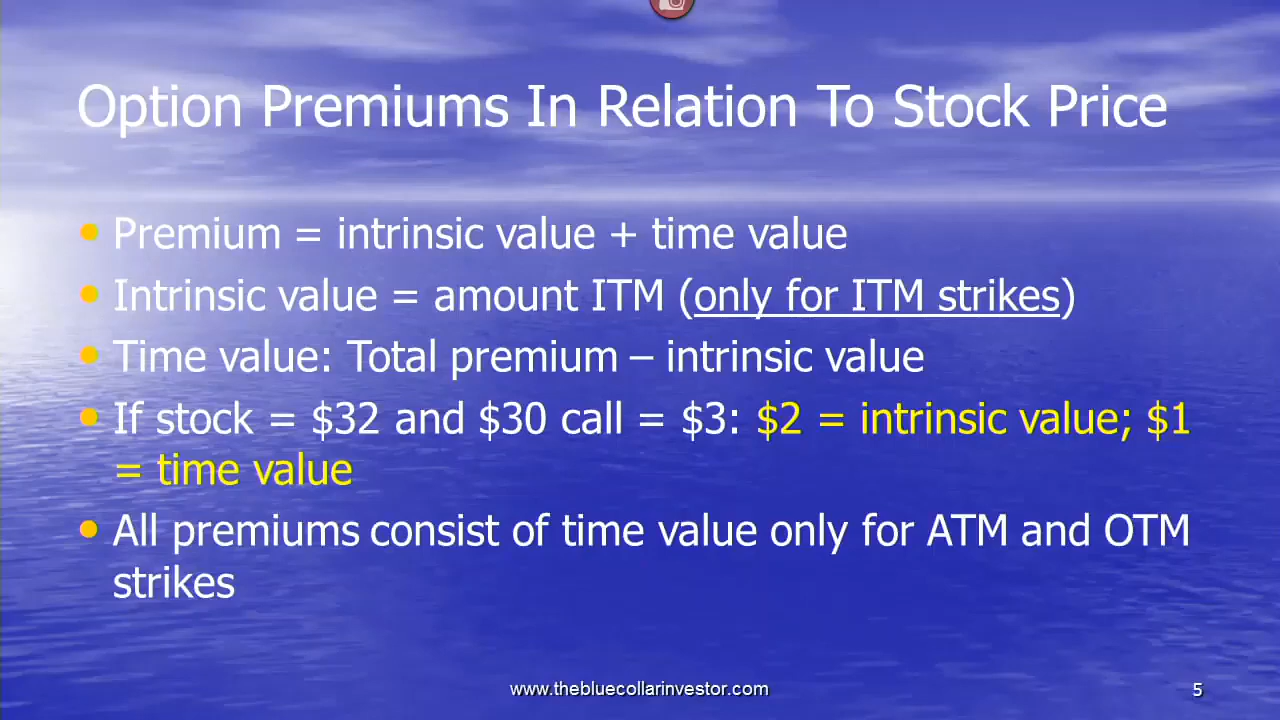 Option Premiums In Relation To Stock Price
• Premium = intrinsic value + time value
• Intrinsic value = amount ITM (only for ITM strikes)
• Time value: Total premium – intrinsic value
• If stock = $32 and $30 call = $3: $2 = intrinsic value; $1
= time value
• All premiums consist of time value only for ATM and OTM
strikes
www.thebluecollarinvestor.com
5